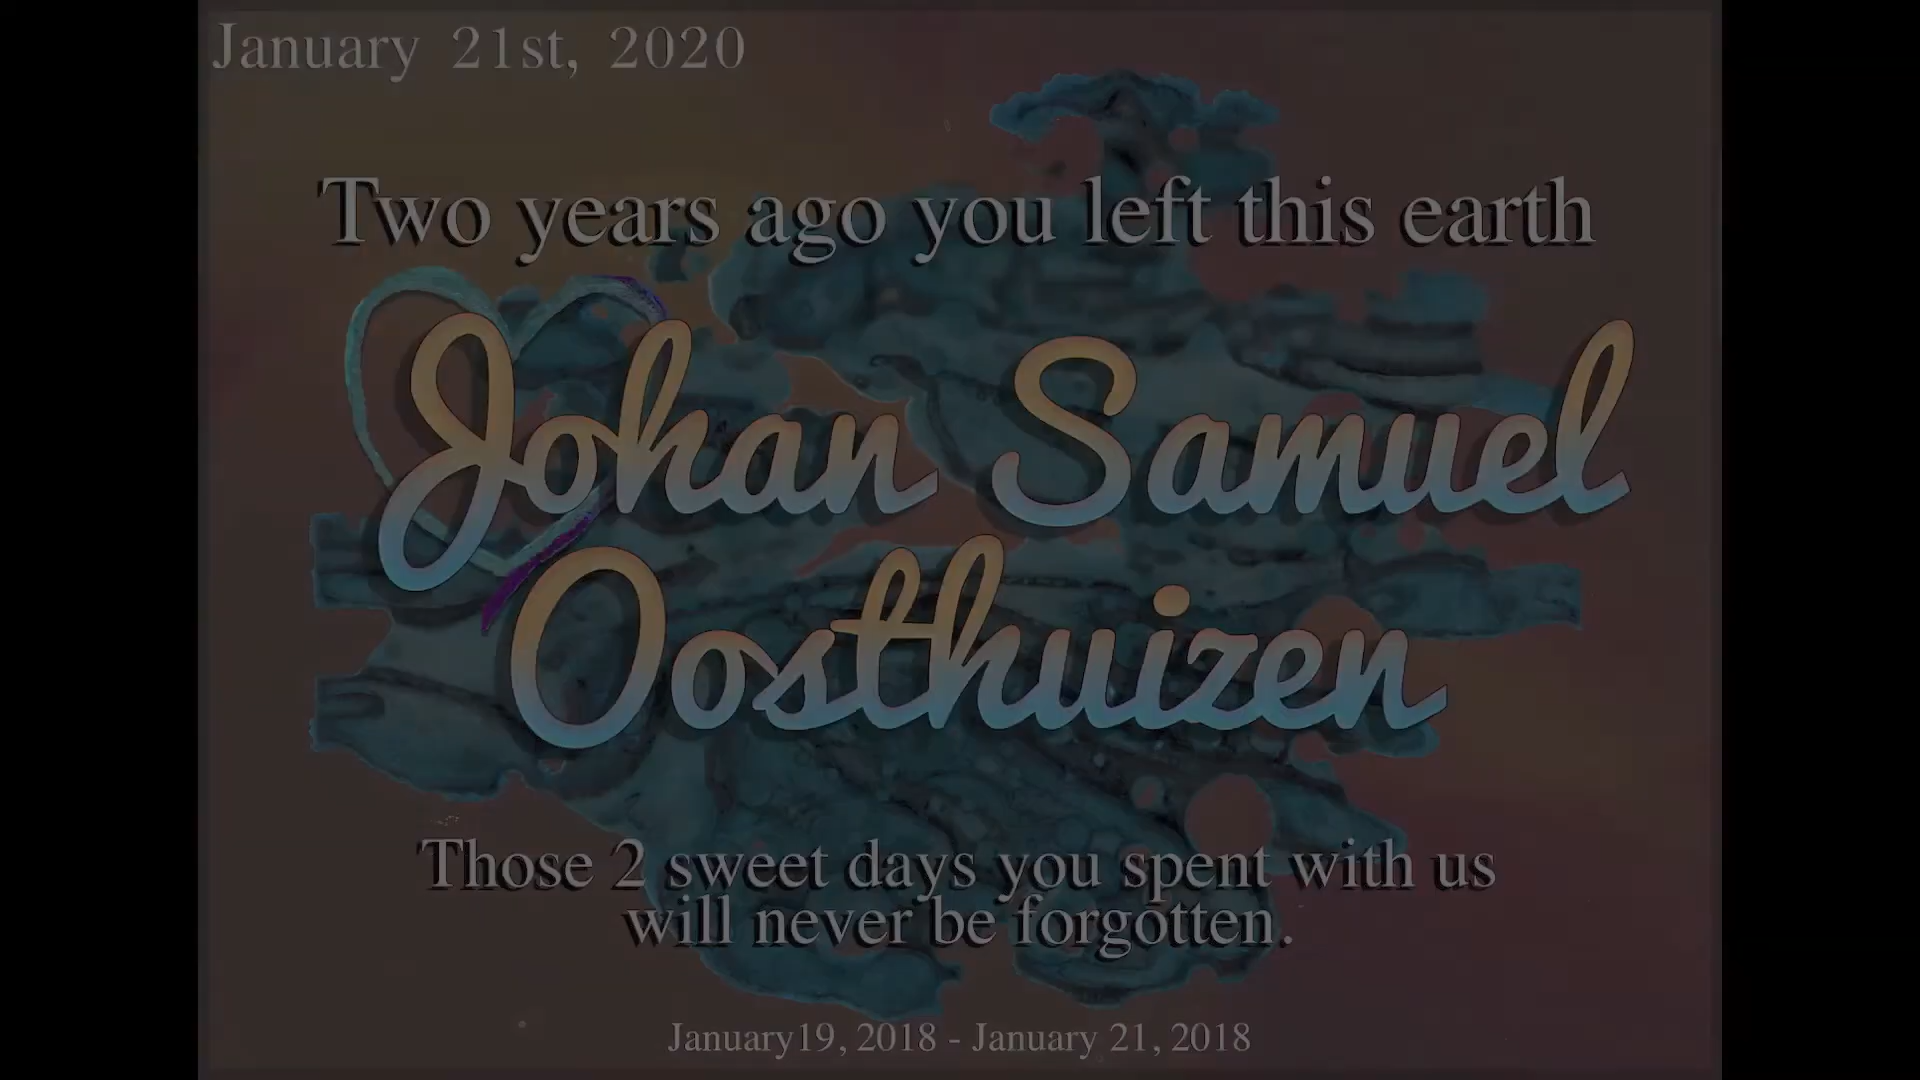 January 21st, 2020
Two years ago you left this earth
Johan Samuel
Oosthuizen
Those 2 sweet days you spent with us
will never be forgotten.
January19, 2018 - January 21, 2018